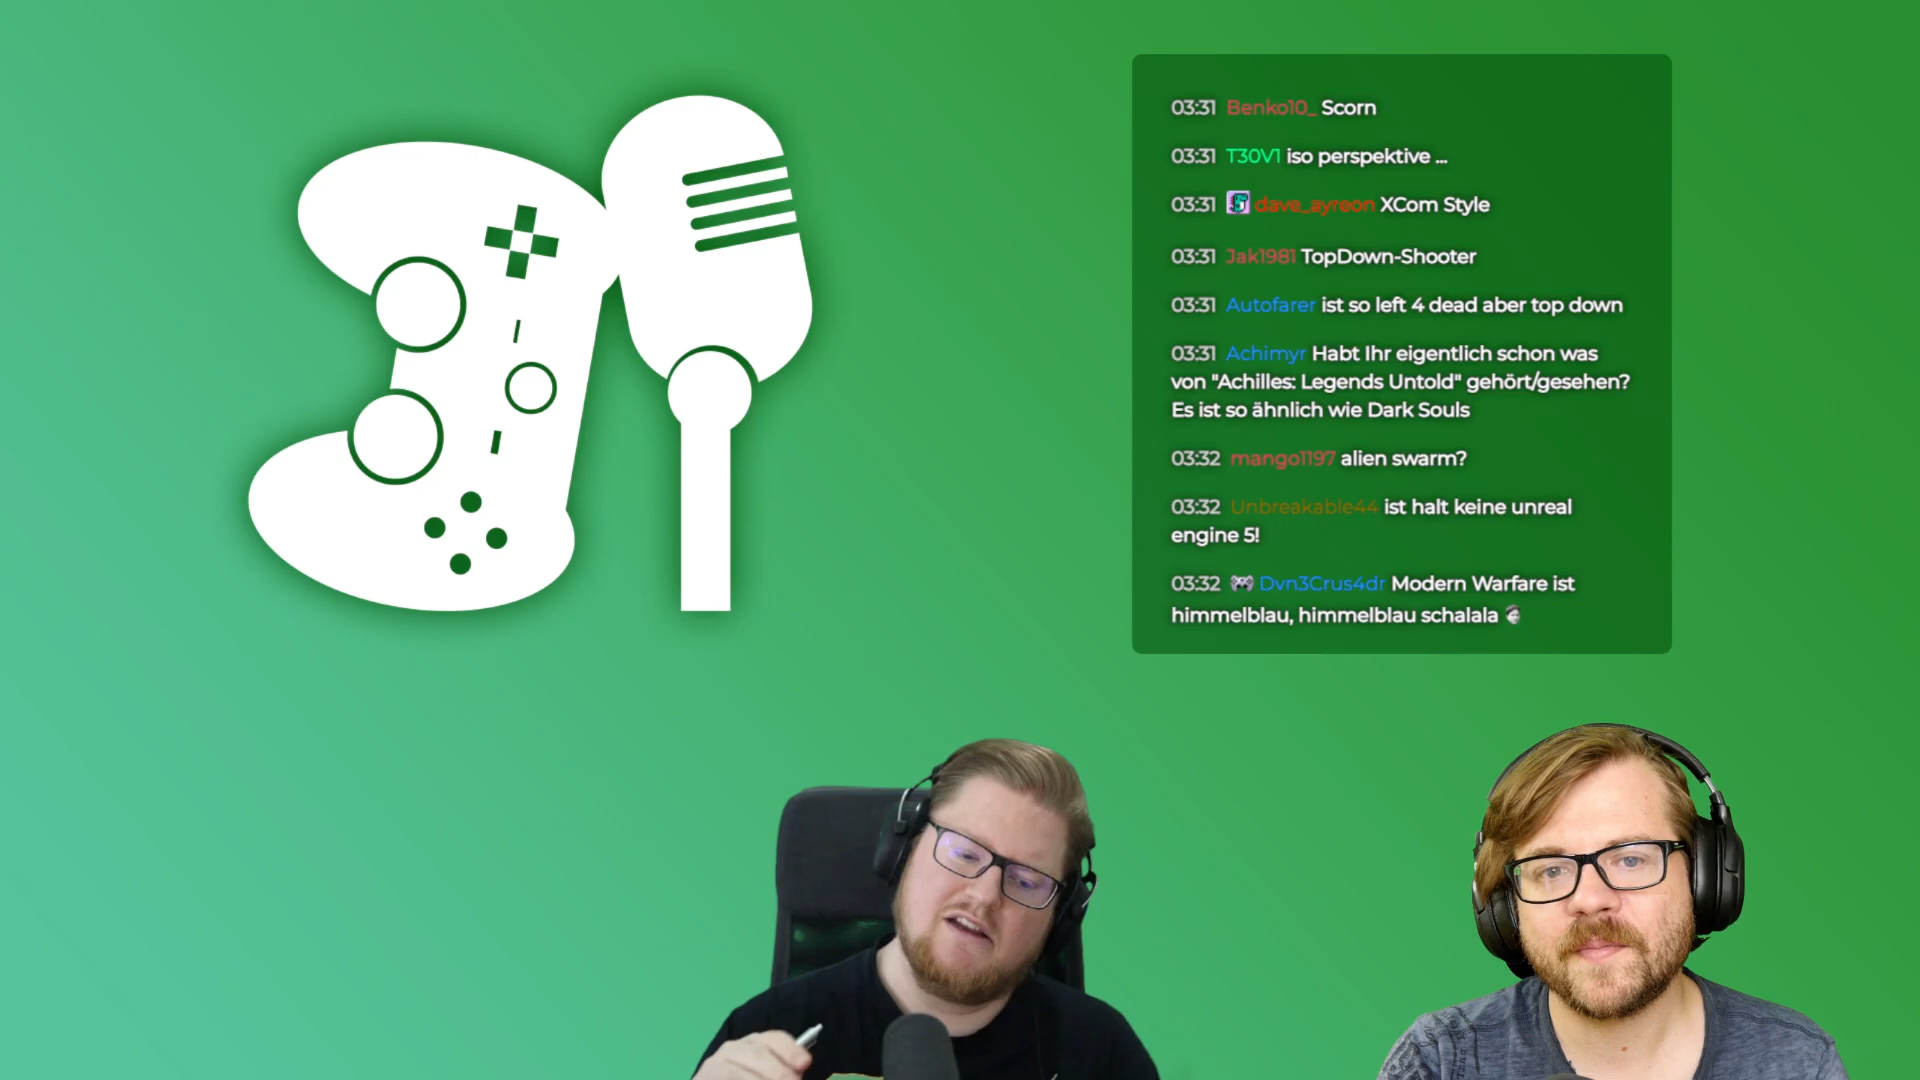 03:31 Benko10_ Scorn
03:31 T30V1 iso perspektive ...
03:31 dave_ayreon XCom Style
03:31 Jak1981 TopDown-Shooter
03:31 Autofarer ist so left 4 dead aber top down
03:31 Achimyr Habt Ihr eigentlich schon was
von "Achilles: Legends Untold" gehört/gesehen?
Es ist so ähnlich wie Dark Souls
03:32 mango1197 alien swarm?
03:32 Unbreakable44 ist halt keine unreal
engine 5!
03:32 Dvn3Crus4dr Modern Warfare ist
himmelblau, himmelblau schalala